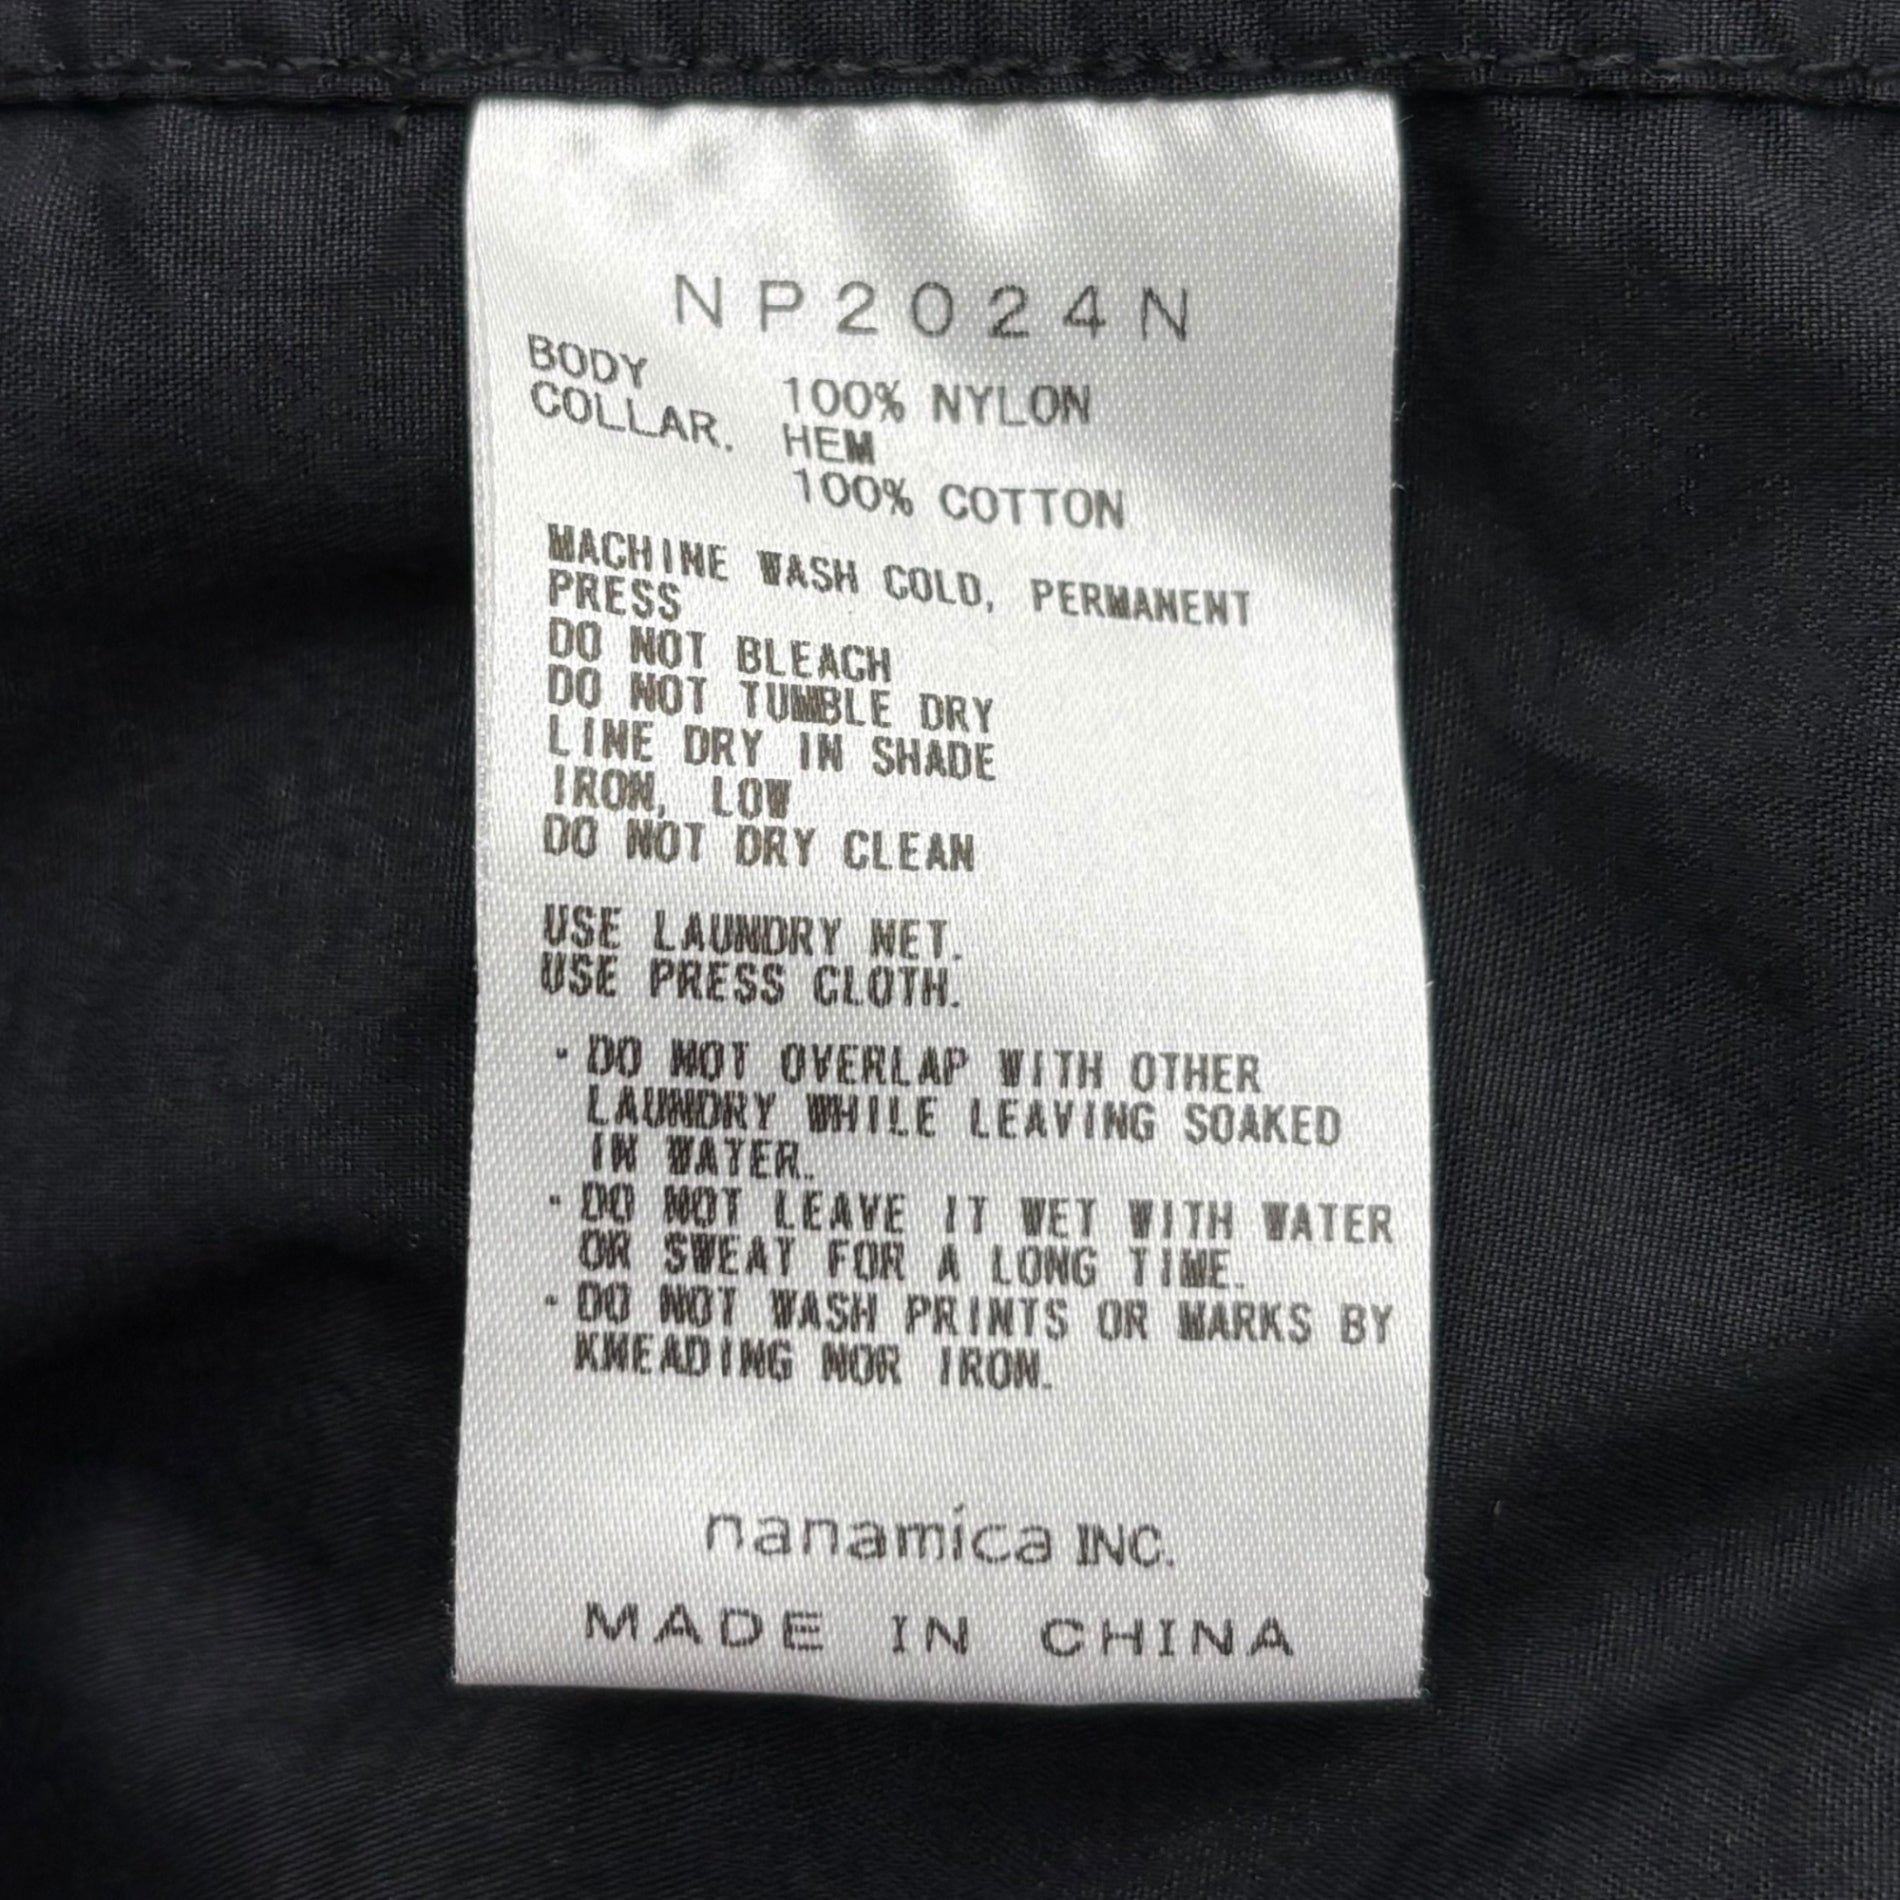 NP2024N
BODY 100% NYLON
COLLAR. HEM
100% COTTON
MACHINE WASH COLD, PERMANENT
PRESS
DO NOT BLEACH
DO NOT TUMBLE DRY
LINE DRY IN SHADE
IRON, LOW
DO NOT DRY CLEAN
USE LAUNDRY NET.
USE PRESS CLOTH.
・DO NOT OVERLAP WITH OTHER
LAUNDRY WHILE LEAVING SOAKED
IN WATER.
・DO NOT LEAVE IT WET WITH WATER
OR SWEAT FOR A LONG TIME.
・DO NOT WASH PRINTS OR MARKS BY
KNEADING NOR IRON.
nanamica INC.
MADE IN CHINA